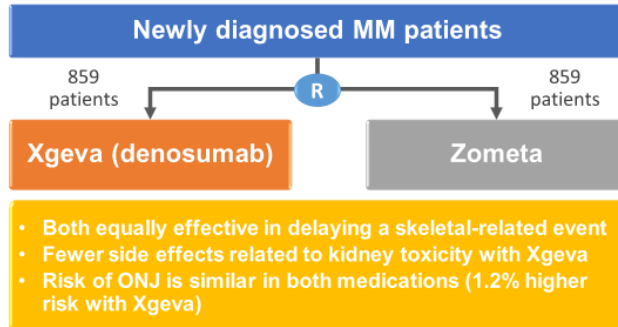 Newly diagnosed MM patients
859
patients
859
patients
R
Xgeva (denosumab)
Zometa
• Both equally effective in delaying a skeletal-related event
• Fewer side effects related to kidney toxicity with Xgeva
• Risk of ONJ is similar in both medications (1.2% higher
risk with Xgeva)